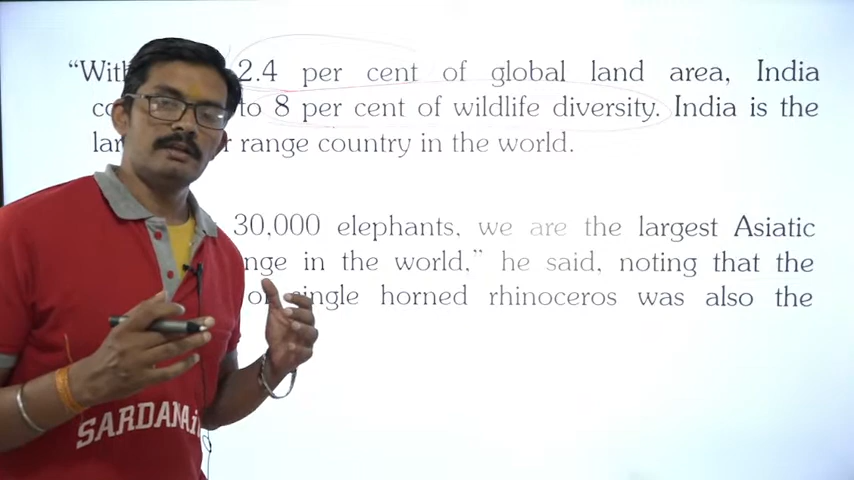 "With 2.4 per cent of global land area, India
to 8 per cent of wildlife diversity. India is the
range country in the world.
30,000 elephants, we are the largest Asiatic
in the world," he said, noting that the
single horned rhinoceros was also the
SARDANA